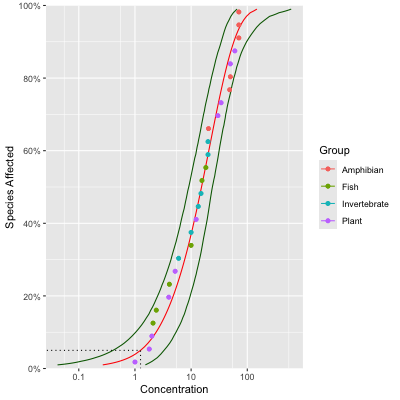 100%
80%
60%
40%
20%
0%
Species Affected
0.1 1 10 100
Concentration
Group
Amphibian
Fish
Invertebrate
Plant